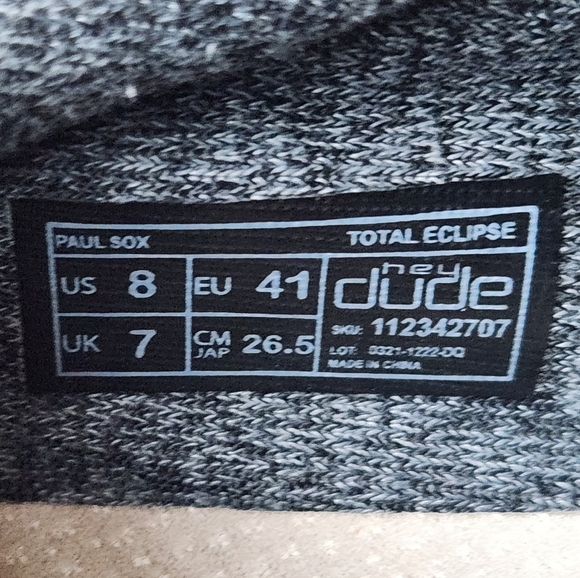 PAUL SOX TOTAL ECLIPSE
US 8 EU 41
hey
dude
UK 7 CM
JAP 26.5
SKU: 112342707
LOT: 0321-1222-DQ
MADE IN CHINA